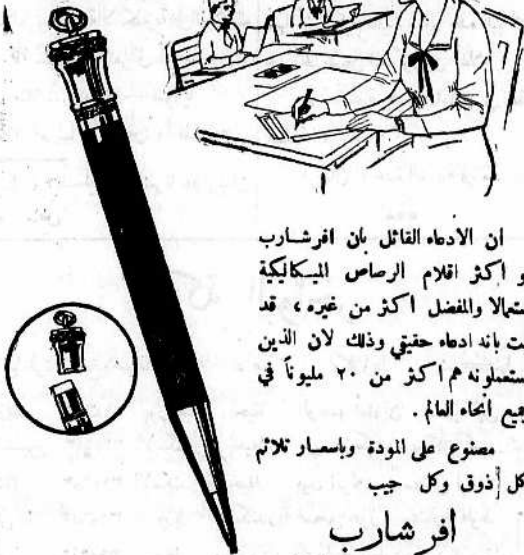 ان الادعاء القائل بان افرشارب
و اكثر اقلام الرصاص الميكانيكية
ستعمالا والمفضل اكثر من غيره ، قد
بت بانه ادعاء حقيقي وذلك لان الذين
ستعملونه هم اكثر من ٢٠ مليوناً في
جميع أنحاء العالم .
مصنوع على المودة وباسعار تلائم
كل ذوق وكل جيب
افرشارب